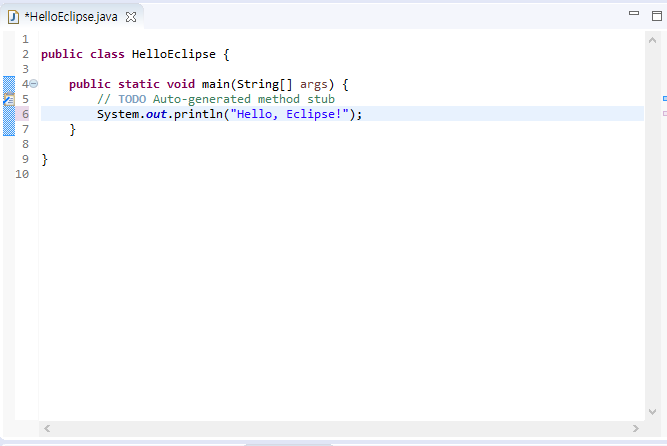 *HelloEclipse.java
1
2 public class HelloEclipse {
3
4 public static void main(String[] args) {
5 // TODO Auto-generated method stub
6 System.out.println("Hello, Eclipse!");
7 }
8
9 }
10